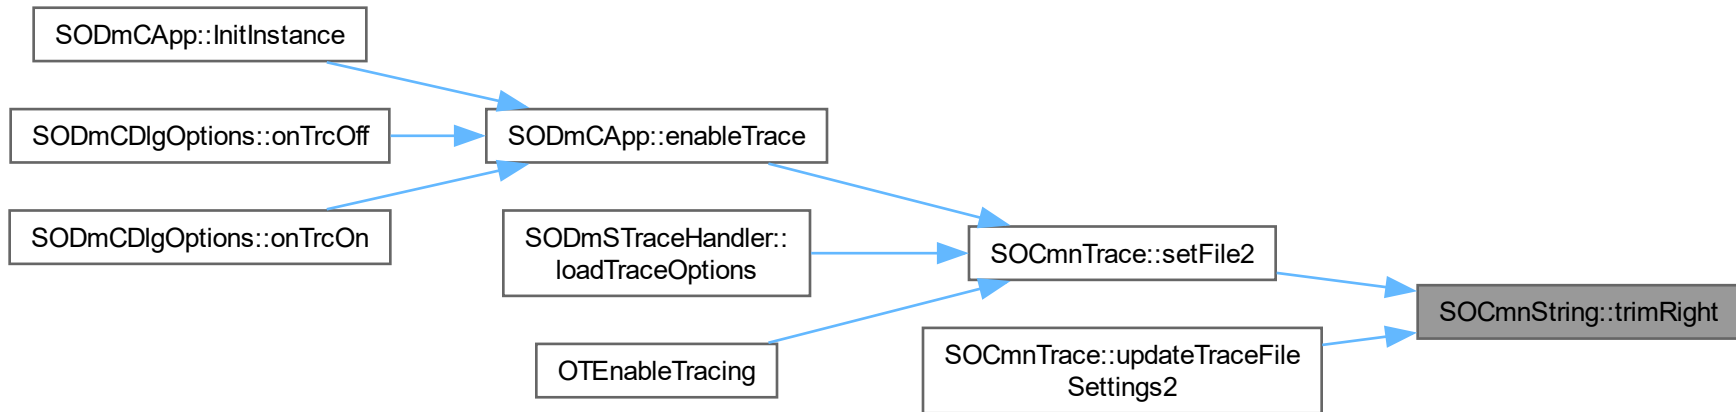 SODmCApp::InitInstance
SODmCDlgOptions::onTrcOff
SODmCDlgOptions::onTrcOn
SODmCApp::enableTrace
SODmSTraceHandler::
loadTraceOptions
OTEnableTracing
SOCmnTrace::setFile2
SOCmnTrace::updateTraceFile
Settings2
SOCmnString::trimRight